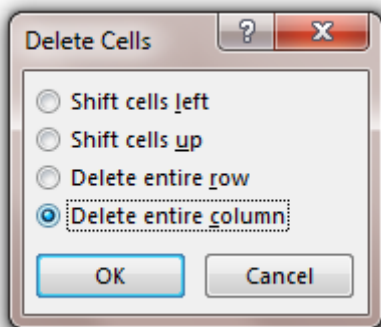 Delete Cells
?
Shift cells left
Shift cells up
Delete entire row
Delete entire column
OK Cancel